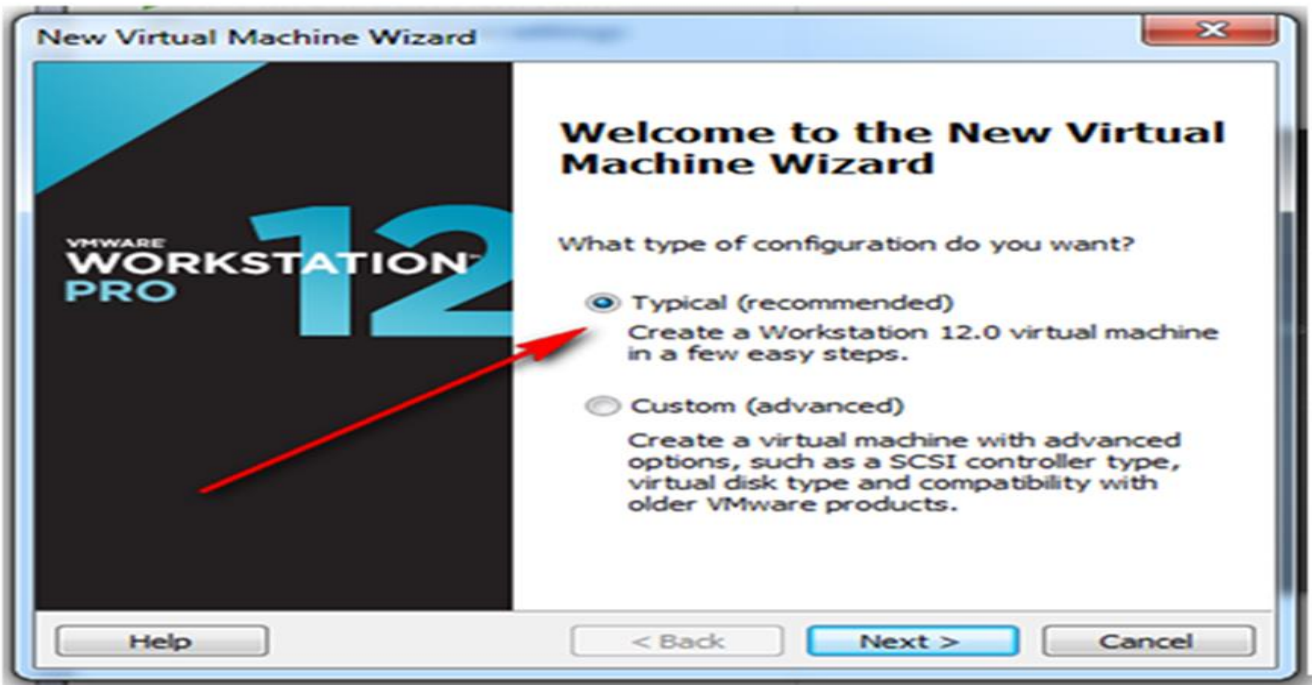 New Virtual Machine Wizard
VMWARE
WORKSTATION™
PRO
12
Welcome to the New Virtual
Machine Wizard
What type of configuration do you want?
Typical (recommended)
Create a Workstation 12.0 virtual machine
in a few easy steps.
Custom (advanced)
Create a virtual machine with advanced
options, such as a SCSI controller type,
virtual disk type and compatibility with
older VMware products.
Help
< Back
Next >
Cancel